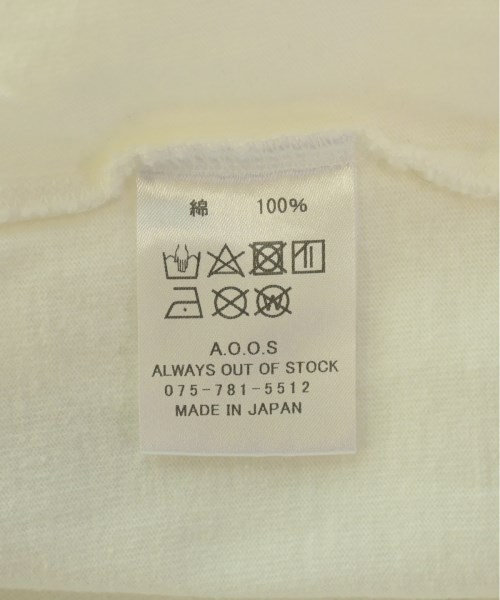 綿 100%
A.O.O.S
ALWAYS OUT OF STOCK
075-781-5512
MADE IN JAPAN